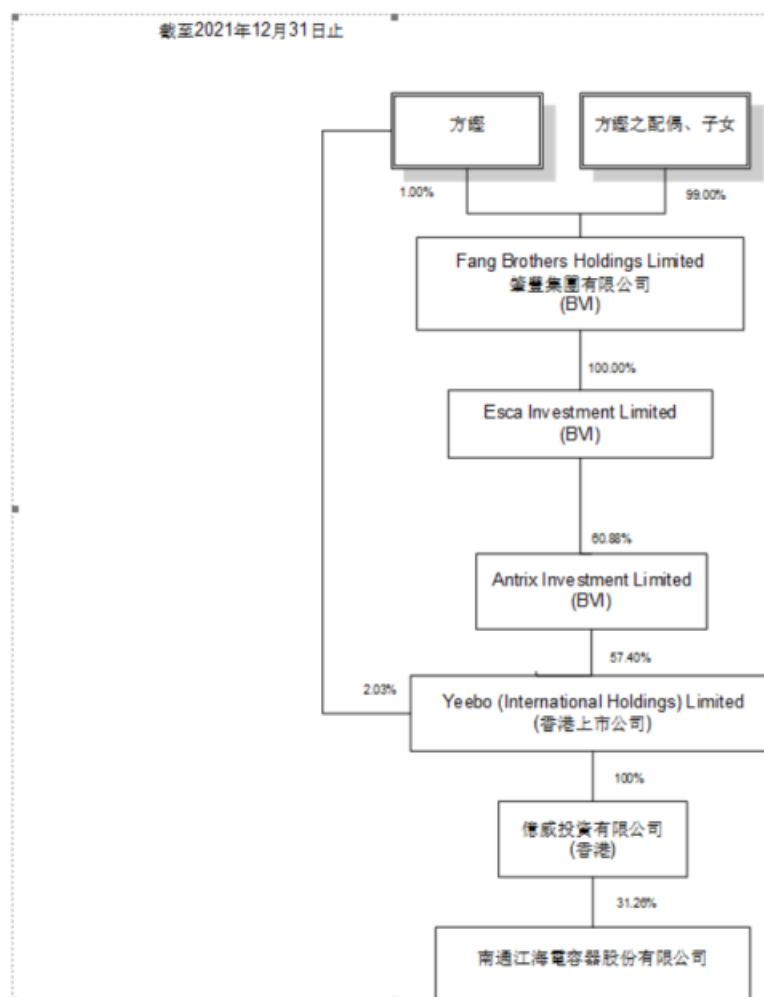 截至2021年12月31日止
方鏗
方鏗之配偶、子女
1.00%
99.00%
Fang Brothers Holdings Limited
肇豐集團有限公司
(BVI)
100.00%
Esca Investment Limited
(BVI)
60.88%
Antrix Investment Limited
(BVI)
57.40%
2.03%
Yeebo (International Holdings) Limited
(香港上市公司)
100%
億威投資有限公司
(香港)
31.26%
南通江海電容器股份有限公司